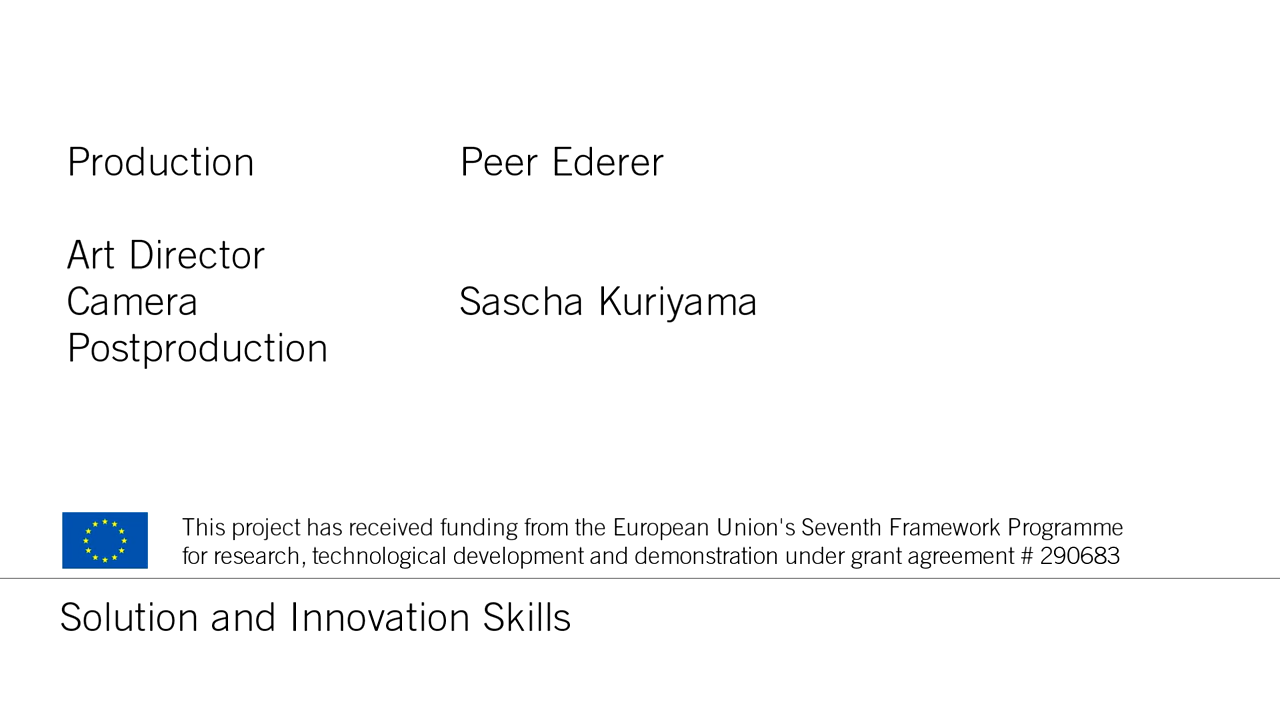 Production Peer Ederer
Art Director
Camera Sascha Kuriyama
Postproduction
This project has received funding from the European Union's Seventh Framework Programme
for research, technological development and demonstration under grant agreement # 290683
Solution and Innovation Skills